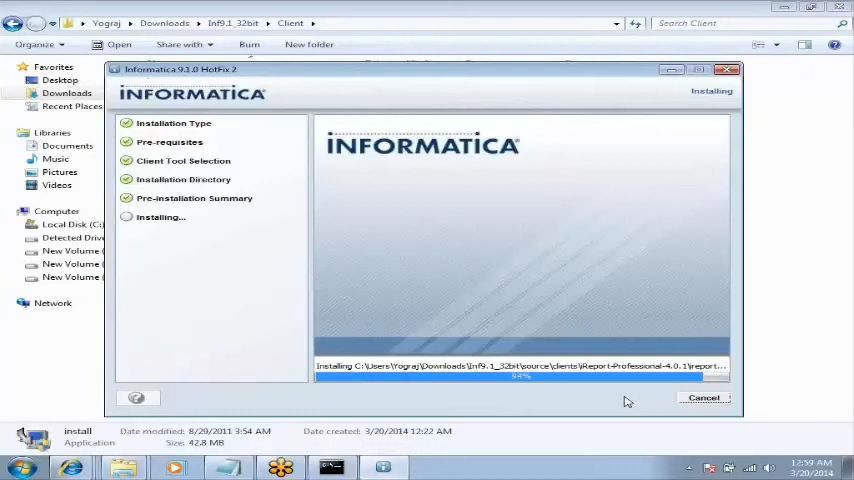 Yograj
Downloads
Inf9.1_32bit
Client
Search Client
Organize
Open
Share with
Burn
New folder
Favorites
Desktop
Downloads
Recent Places
Libraries
Documents
Music
Pictures
Videos
Computer
Local Disk (C:)
Detected Drive
New Volume (
New Volume (
New Volume (
Network
Informatica 9.1.0 HotFix 2
INFORMATICA
Installing
Installation Type
Pre-requisites
Client Tool Selection
Installation Directory
Pre-installation Summary
Installing...
INFORMATICA
Installing C:\Users\Yograj\Downloads\Inf9.1_32bit\source\clients\iReport-Professional-4.0.1\ireport...
94%
Cancel
install
Application
Date modified: 8/29/2011 3:54 AM
Size: 42.8 MB
Date created: 3/20/2014 12:22 AM
12:59 AM
3/20/2014